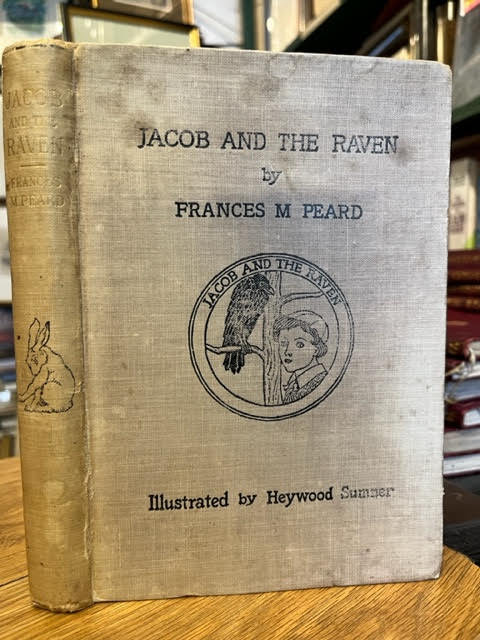 JACOB
AND THE
RAVEN
FRANCES
M PEARD
JACOB AND THE RAVEN
by
FRANCES M PEARD
JACOB AND THE RAVEN
Illustrated by Heywood Sumner